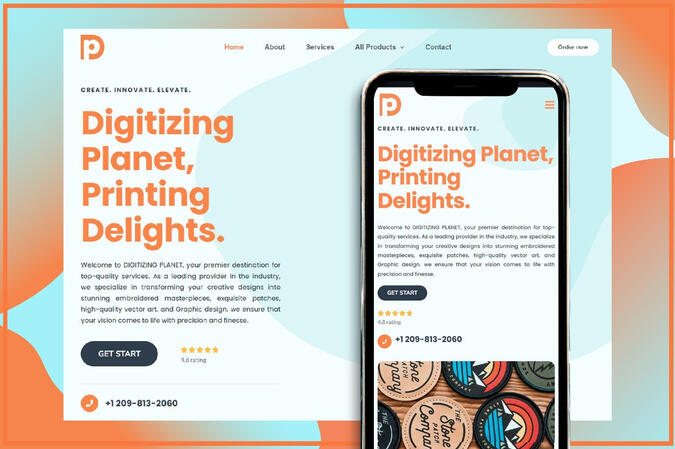 Home About Services All Products Contact Order now
CREATE. INNOVATE. ELEVATE.
Digitizing
Planet,
Printing
Delights.
Welcome to DIGITIZING PLANET, your premier destination for
top-quality services. As a leading provider in the industry,
we specialize in transforming your creative designs into
stunning embroidered masterpieces, exquisite patches,
high-quality vector art, and Graphic design. we ensure that
your vision comes to life with precision and finesse.
GET START
4.8 rating
+1 209-813-2060
CREATE. INNOVATE. ELEVATE.
Digitizing Planet,
Printing
Delights.
Welcome to DIGITIZING PLANET, your premier destination for top-
quality services. As a leading provider in the industry, we specialize
in transforming your creative designs into stunning embroidered
masterpieces, exquisite patches, high-quality vector art, and
Graphic design. we ensure that your vision comes to life with
precision and finesse.
GET START
4.8 rating
+1 209-813-2060
THE
Stone
PATCH
Company